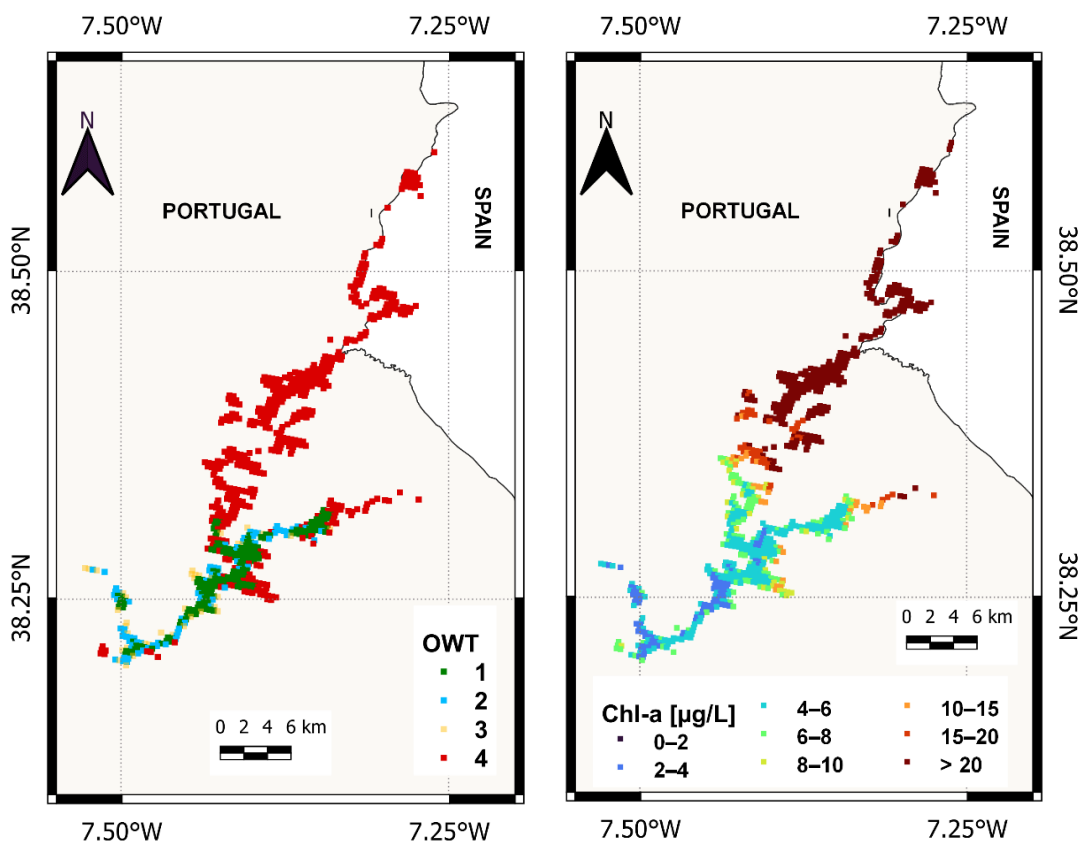 7.50°W 7.25°W
N
PORTUGAL
SPAIN
38.50°N
38.25°N
OWT
1
2
3
4
0 2 4 6 km
7.50°W 7.25°W
7.50°W 7.25°W
N
PORTUGAL
SPAIN
38.50°N
38.25°N
0 2 4 6 km
Chl-a [µg/L]
0–2
2–4
4–6
6–8
8–10
10–15
15–20
> 20
7.50°W 7.25°W